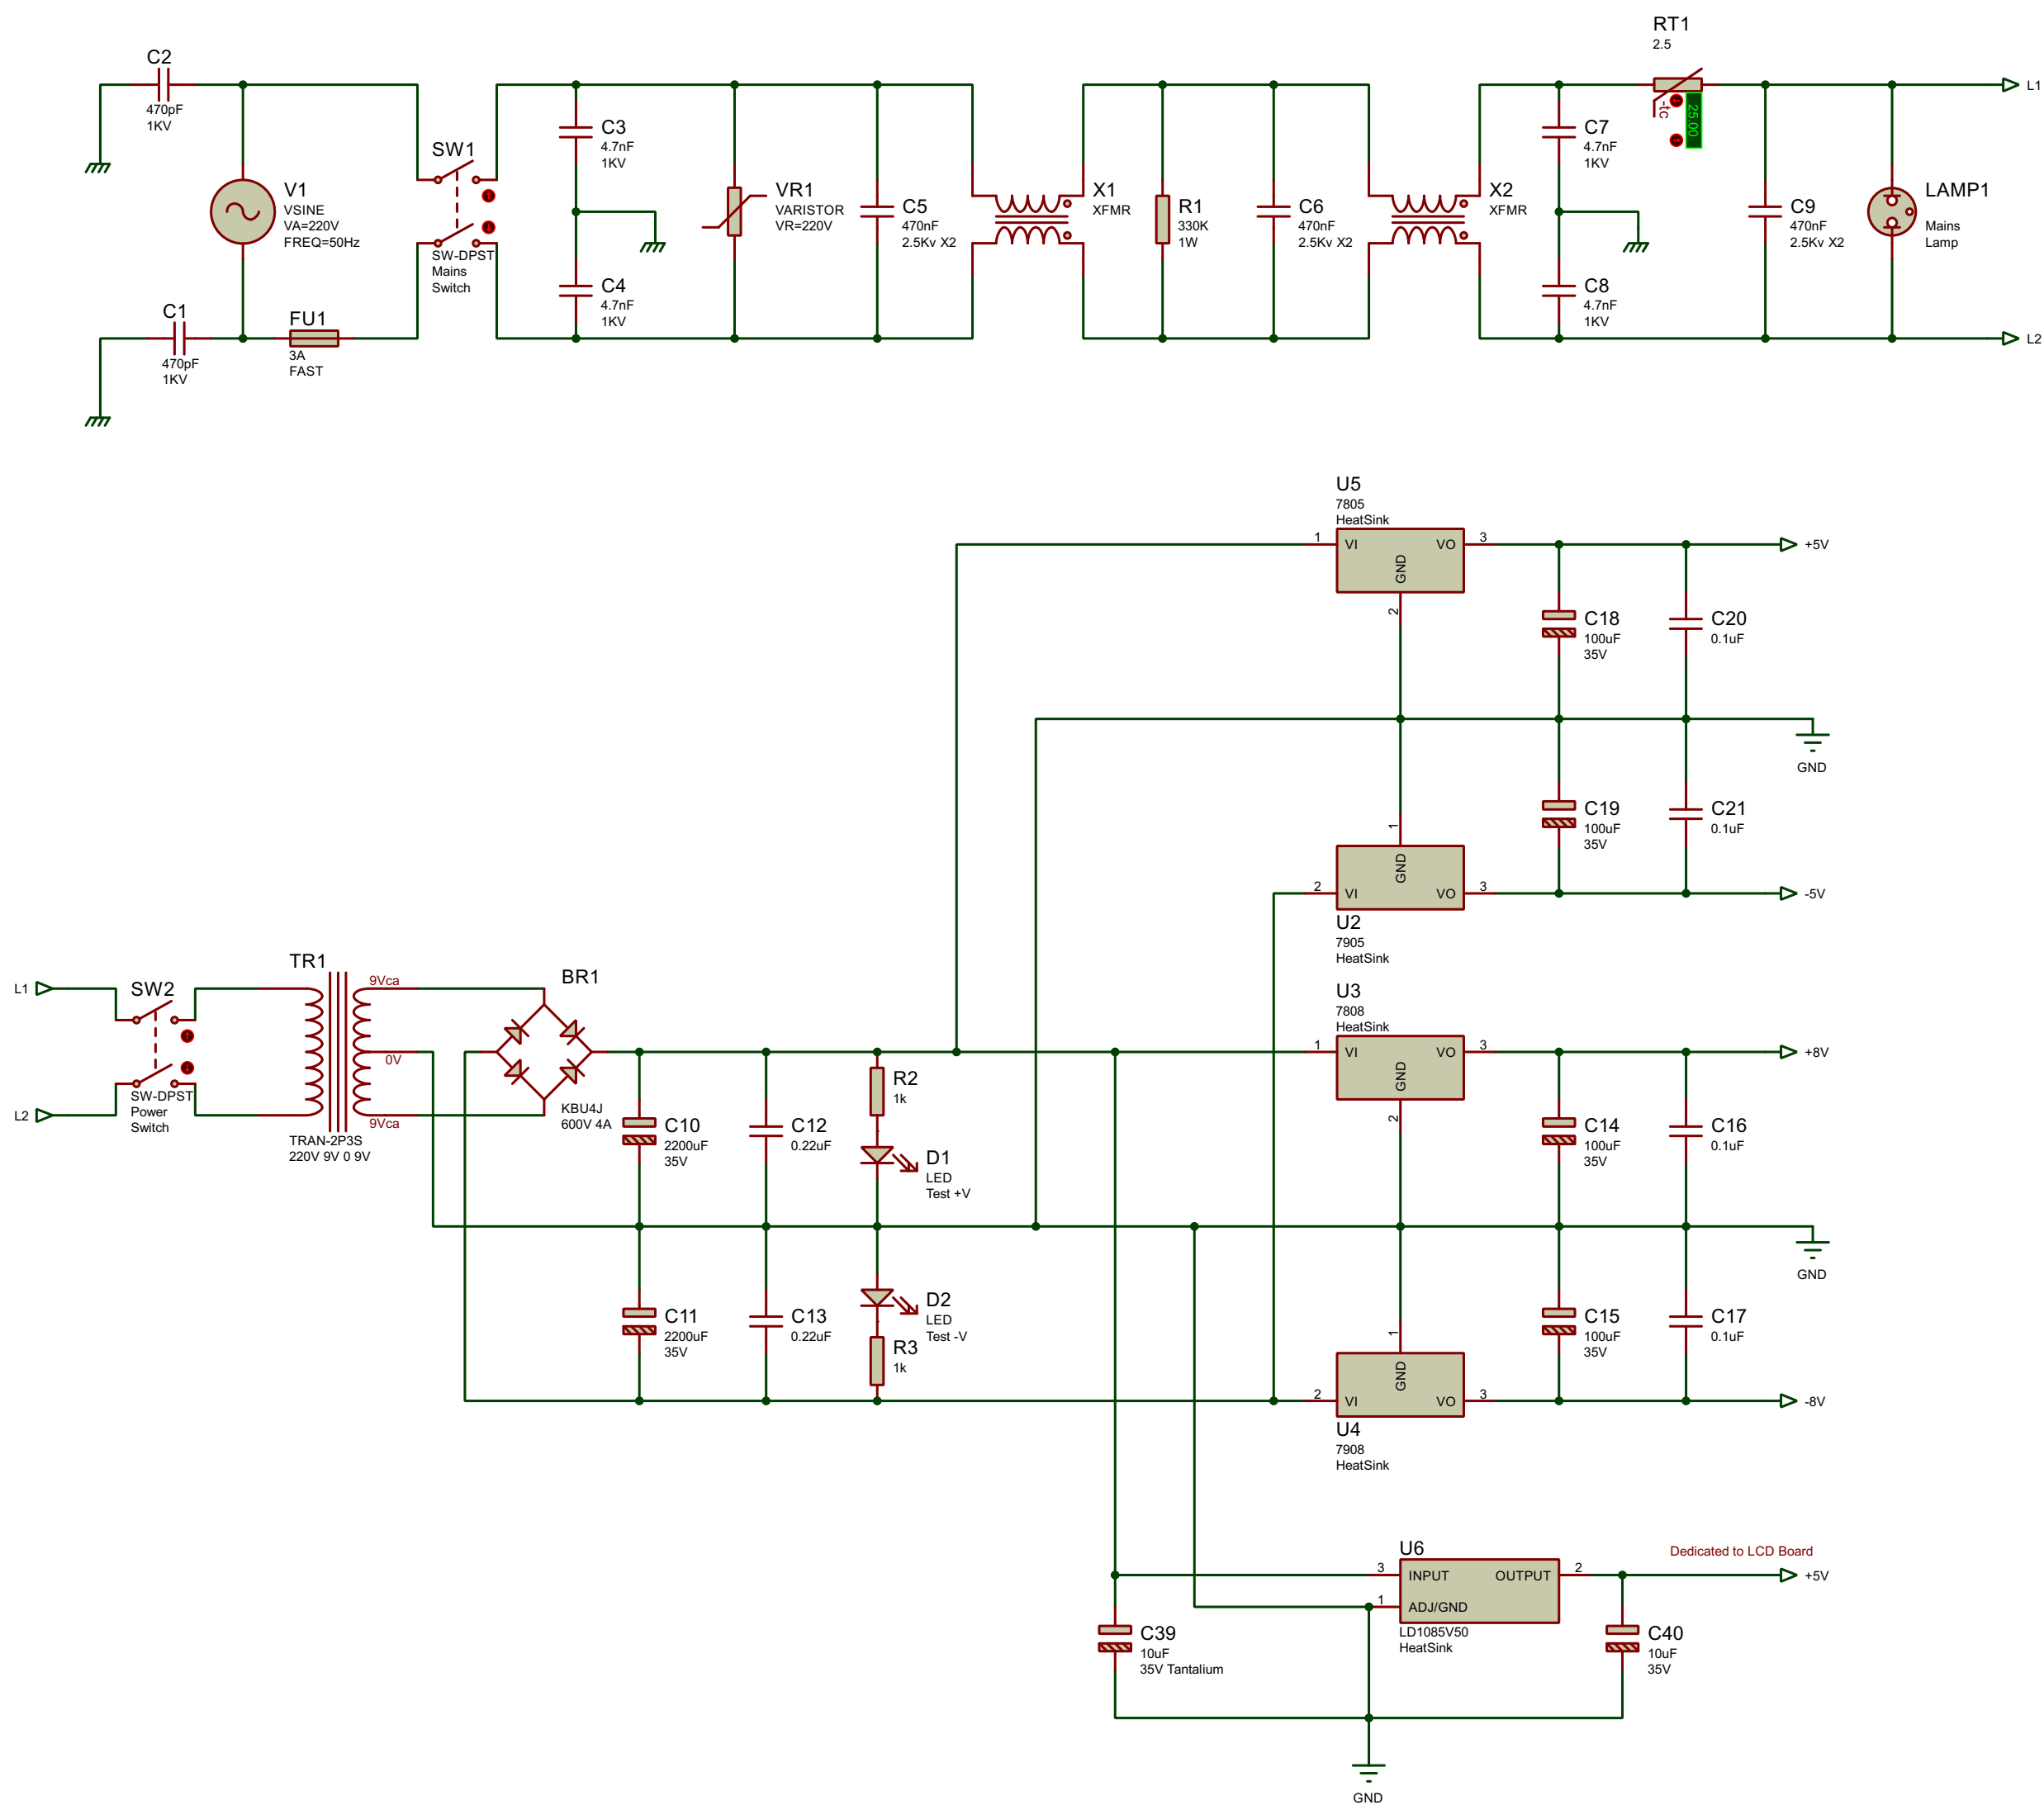 RT1
2.5
-tc
25.00
L1
C2
470pF
1KV
V1
VSINE
VA=220V
FREQ=50Hz
C1
470pF
1KV
FU1
3A
FAST
SW1
SW-DPST
Mains
Switch
C3
4.7nF
1KV
C4
4.7nF
1KV
VR1
VARISTOR
VR=220V
C5
470nF
2.5Kv X2
X1
XFMR
R1
330K
1W
C6
470nF
2.5Kv X2
X2
XFMR
C7
4.7nF
1KV
C8
4.7nF
1KV
C9
470nF
2.5Kv X2
LAMP1
Mains
Lamp
L2
U5
7805
HeatSink
1
VI
VO
3
GND
2
+5V
C18
100uF
35V
C20
0.1uF
GND
C19
100uF
35V
C21
0.1uF
1
GND
2
VI
VO
3
-5V
U2
7905
HeatSink
L1
L2
SW2
SW-DPST
Power
Switch
TR1
9Vca
0V
9Vca
TRAN-2P3S
220V 9V 0 9V
BR1
KBU4J
600V 4A
C10
2200uF
35V
C12
0.22uF
R2
1k
D1
LED
Test +V
C11
2200uF
35V
C13
0.22uF
D2
LED
Test -V
R3
1k
U3
7808
HeatSink
1
VI
VO
3
GND
2
+8V
C14
100uF
35V
C16
0.1uF
GND
C15
100uF
35V
C17
0.1uF
1
GND
2
VI
VO
3
-8V
U4
7908
HeatSink
U6
3
INPUT
OUTPUT
2
1
ADJ/GND
LD1085V50
HeatSink
Dedicated to LCD Board
+5V
C39
10uF
35V Tantalium
C40
10uF
35V
GND